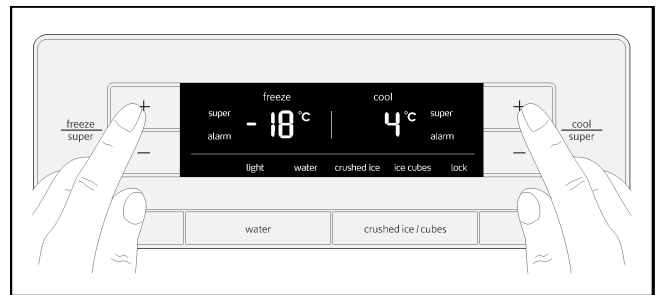 freeze cool
super -18 °C 4 °C super
alarm alarm
light water crushed ice ice cubes lock
+ +
freeze cool
super super
− −
water crushed ice / cubes